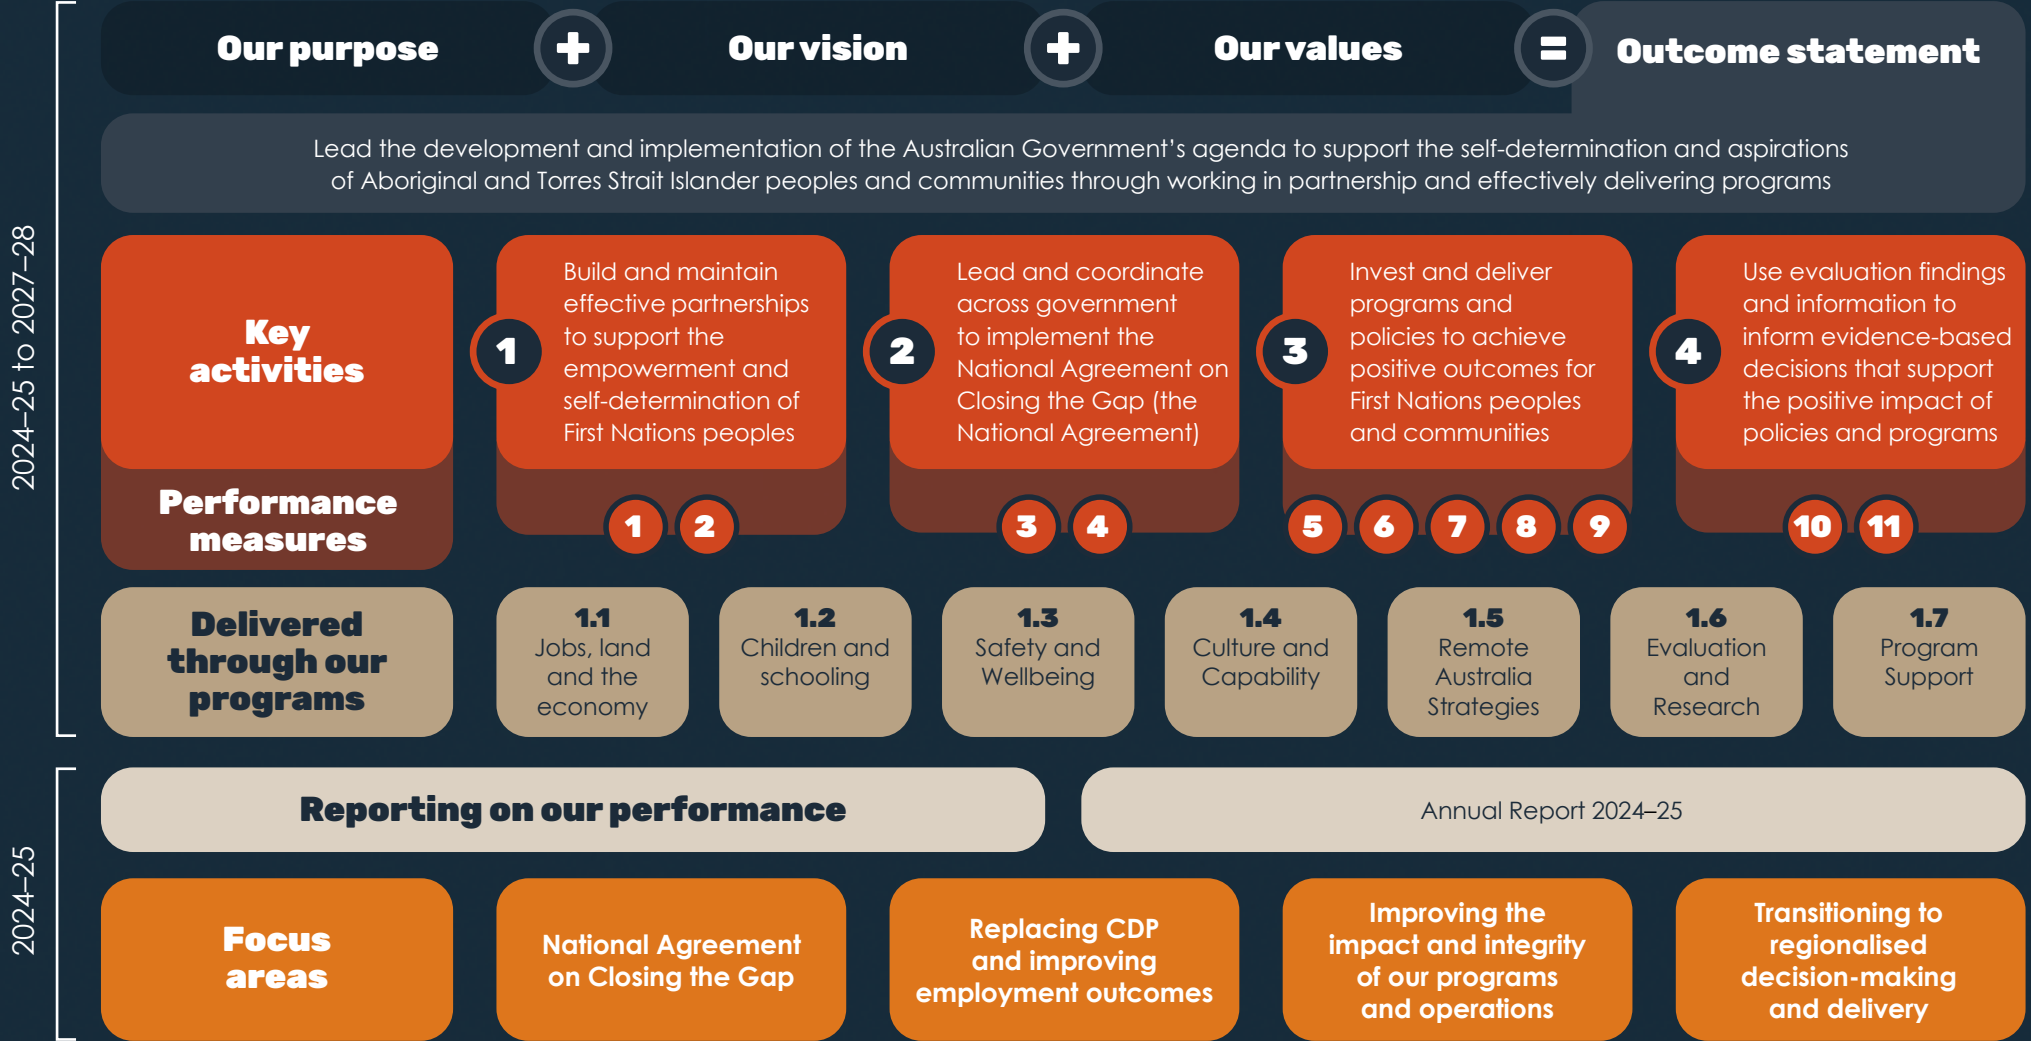 Our purpose
+
Our vision
+
Our values
=
Outcome statement
Lead the development and implementation of the Australian Government's agenda to support the self-determination and aspirations
of Aboriginal and Torres Strait Islander peoples and communities through working in partnership and effectively delivering programs
2024–25 to 2027–28
Key
activities
1
Build and maintain
effective partnerships
to support the
empowerment and
self-determination of
First Nations peoples
2
Lead and coordinate
across government
to implement the
National Agreement on
Closing the Gap (the
National Agreement)
3
Invest and deliver
programs and
policies to achieve
positive outcomes for
First Nations peoples
and communities
4
Use evaluation findings
and information to
inform evidence-based
decisions that support
the positive impact of
policies and programs
Performance
measures
1 2
3 4
5 6 7 8 9
10 11
Delivered
through our
programs
1.1
Jobs, land
and the
economy
1.2
Children and
schooling
1.3
Safety and
Wellbeing
1.4
Culture and
Capability
1.5
Remote
Australia
Strategies
1.6
Evaluation
and
Research
1.7
Program
Support
2024–25
Reporting on our performance
Annual Report 2024–25
Focus
areas
National Agreement
on Closing the Gap
Replacing CDP
and improving
employment outcomes
Improving the
impact and integrity
of our programs
and operations
Transitioning to
regionalised
decision-making
and delivery